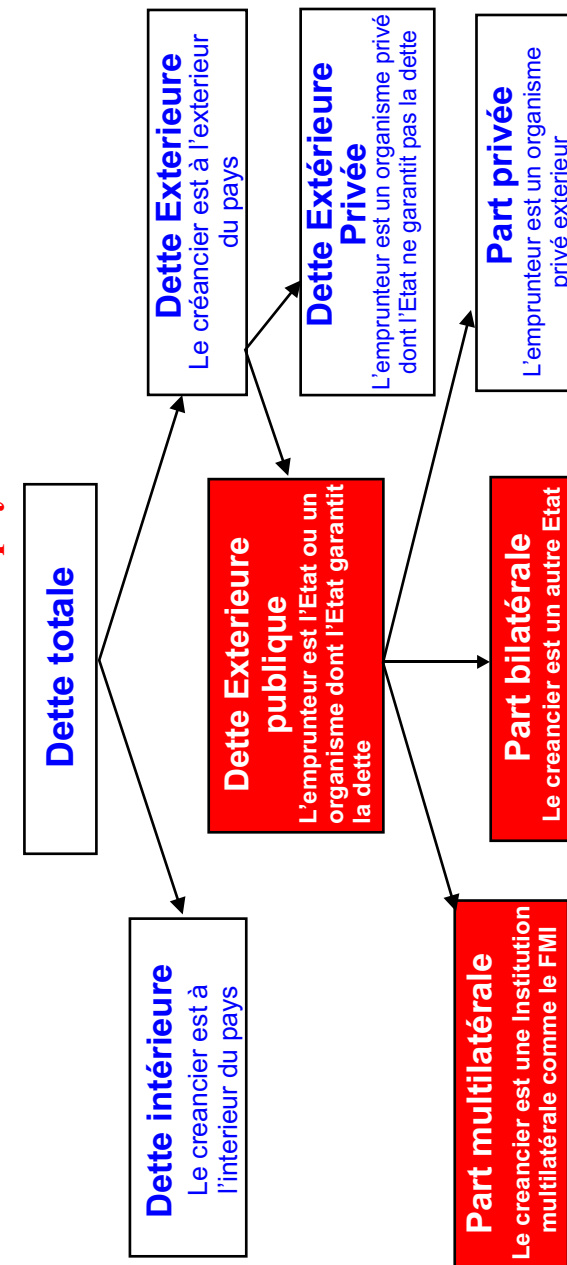 Dette totale
Dette intérieure
Le creancier est à
l'interieur du pays
Dette Exterieure
Le créancier est à l'exterieur
du pays
Dette Exterieure
publique
L'emprunteur est l'Etat ou un
organisme dont l'Etat garantit
la dette
Dette Extérieure
Privée
L'emprunteur est un organisme privé
dont l'Etat ne garantit pas la dette
Part multilatérale
Le creancier est une Institution
multilatérale comme le FMI
Part bilatérale
Le creancier est un autre Etat
Part privée
L'emprunteur est un organisme
privé exterieur